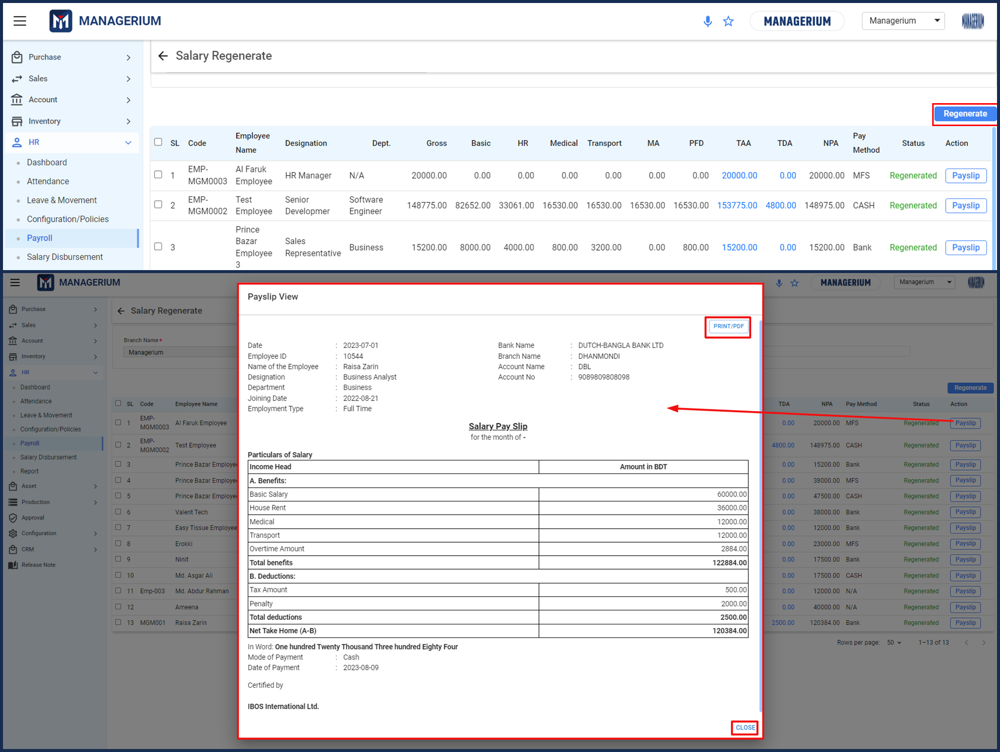 MANAGERIUM
MANAGERIUM
Managerium
MANAGERIUM
Purchase
Sales
Account
Inventory
HR
Dashboard
Attendance
Leave & Movement
Configuration/Policies
Payroll
Salary Disbursement
Salary Regenerate
Regenerate
SL Code Employee Name Designation Dept. Gross Basic HR Medical Transport MA PFD TAA TDA NPA Pay Method Status Action
1 EMP-MGM0003 Al Faruk Employee HR Manager N/A 20000.00 0.00 0.00 0.00 0.00 0.00 0.00 20000.00 0.00 20000.00 MFS Regenerated Payslip
2 EMP-MGM0002 Test Employee Senior Developmer Software Engineer 148775.00 82652.00 33061.00 16530.00 16530.00 16530.00 16530.00 153775.00 4800.00 148975.00 CASH Regenerated Payslip
3 Prince Bazar Employee 3 Sales Representative Business 15200.00 8000.00 4000.00 800.00 3200.00 0.00 800.00 15200.00 0.00 15200.00 Bank Regenerated Payslip
MANAGERIUM
MANAGERIUM
Managerium
MANAGERIUM
Purchase
Sales
Account
Inventory
HR
Dashboard
Attendance
Leave & Movement
Configuration/Policies
Payroll
Salary Disbursement
Report
Asset
Production
Approval
Configuration
CRM
Release Note
Salary Regenerate
Branch Name*
Managerium
Regenerate
SL Code Employee Name TDA NPA Pay Method Status Action
1 EMP-MGM0003 Al Faruk Employee 0.00 20000.00 MFS Regenerated Payslip
2 EMP-MGM0002 Test Employee 4800.00 148975.00 CASH Regenerated Payslip
3 Prince Bazar Employe 0.00 15200.00 Bank Regenerated Payslip
4 Prince Bazar Employe 0.00 38000.00 MFS Regenerated Payslip
5 Prince Bazar Employe 0.00 47500.00 CASH Regenerated Payslip
6 Valent Tech 0.00 38000.00 Bank Regenerated Payslip
7 Easy Tissue Employee 0.00 12000.00 Bank Regenerated Payslip
8 Erokki 0.00 23000.00 MFS Regenerated Payslip
9 Ninit 0.00 17500.00 Bank Regenerated Payslip
10 Md. Asgar Ali 0.00 17500.00 CASH Regenerated Payslip
11 Emp-003 Md. Abdur Rahman 0.00 12000.00 N/A Regenerated Payslip
12 Ameena 0.00 40000.00 N/A Regenerated Payslip
13 MGM001 Raisa Zarin 2500.00 120384.00 Bank Regenerated Payslip
Rows per page: 50 1–13 of 13
Payslip View
PRINT/PDF
Date : 2023-07-01 Bank Name : DUTCH-BANGLA BANK LTD
Employee ID : 10544 Branch Name : DHANMONDI
Name of the Employee : Raisa Zarin Account Name : DBL
Designation : Business Analyst Account No : 9089809808098
Department : Business
Joining Date : 2022-08-21
Employment Type : Full Time
Salary Pay Slip
for the month of -
Particulars of Salary
Income Head Amount in BDT
A. Benefits:
Basic Salary 60000.00
House Rent 36000.00
Medical 12000.00
Transport 12000.00
Overtime Amount 2884.00
Total benefits 122884.00
B. Deductions:
Tax Amount 500.00
Penalty 2000.00
Total deductions 2500.00
Net Take Home (A-B) 120384.00
In Word: One hundred Twenty Thousand Three hundred Eighty Four
Mode of Payment : Cash
Date of Payment : 2023-08-09
Certified by
IBOS International Ltd.
CLOSE